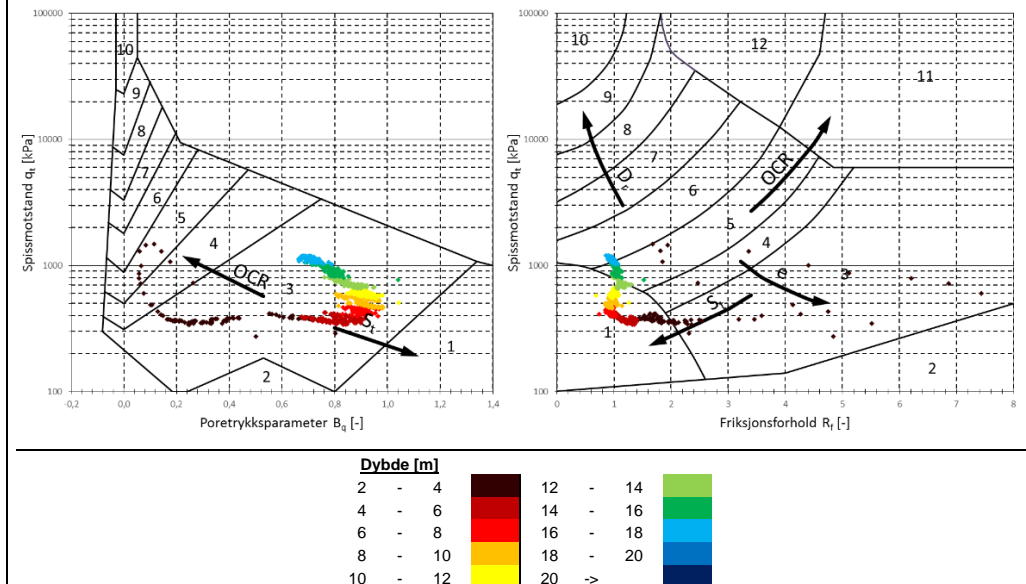 100000
10000
1000
100
Spissmotstand qt [kPa]
-0,2 0,0 0,2 0,4 0,6 0,8 1,0 1,2 1,4
Poretrykksparameter Bq [-]
10
9
8
7
6
5
4
3
OCR
St
1
2
100000
10000
1000
100
Spissmotstand qt [kPa]
0 1 2 3 4 5 6 7 8
Friksjonsforhold Rf [-]
10
12
11
9
8
7
6
5
4
3
Dr
OCR
e
St
1
2
Dybde [m]
2 - 4 12 - 14
4 - 6 14 - 16
6 - 8 16 - 18
8 - 10 18 - 20
10 - 12 20 ->